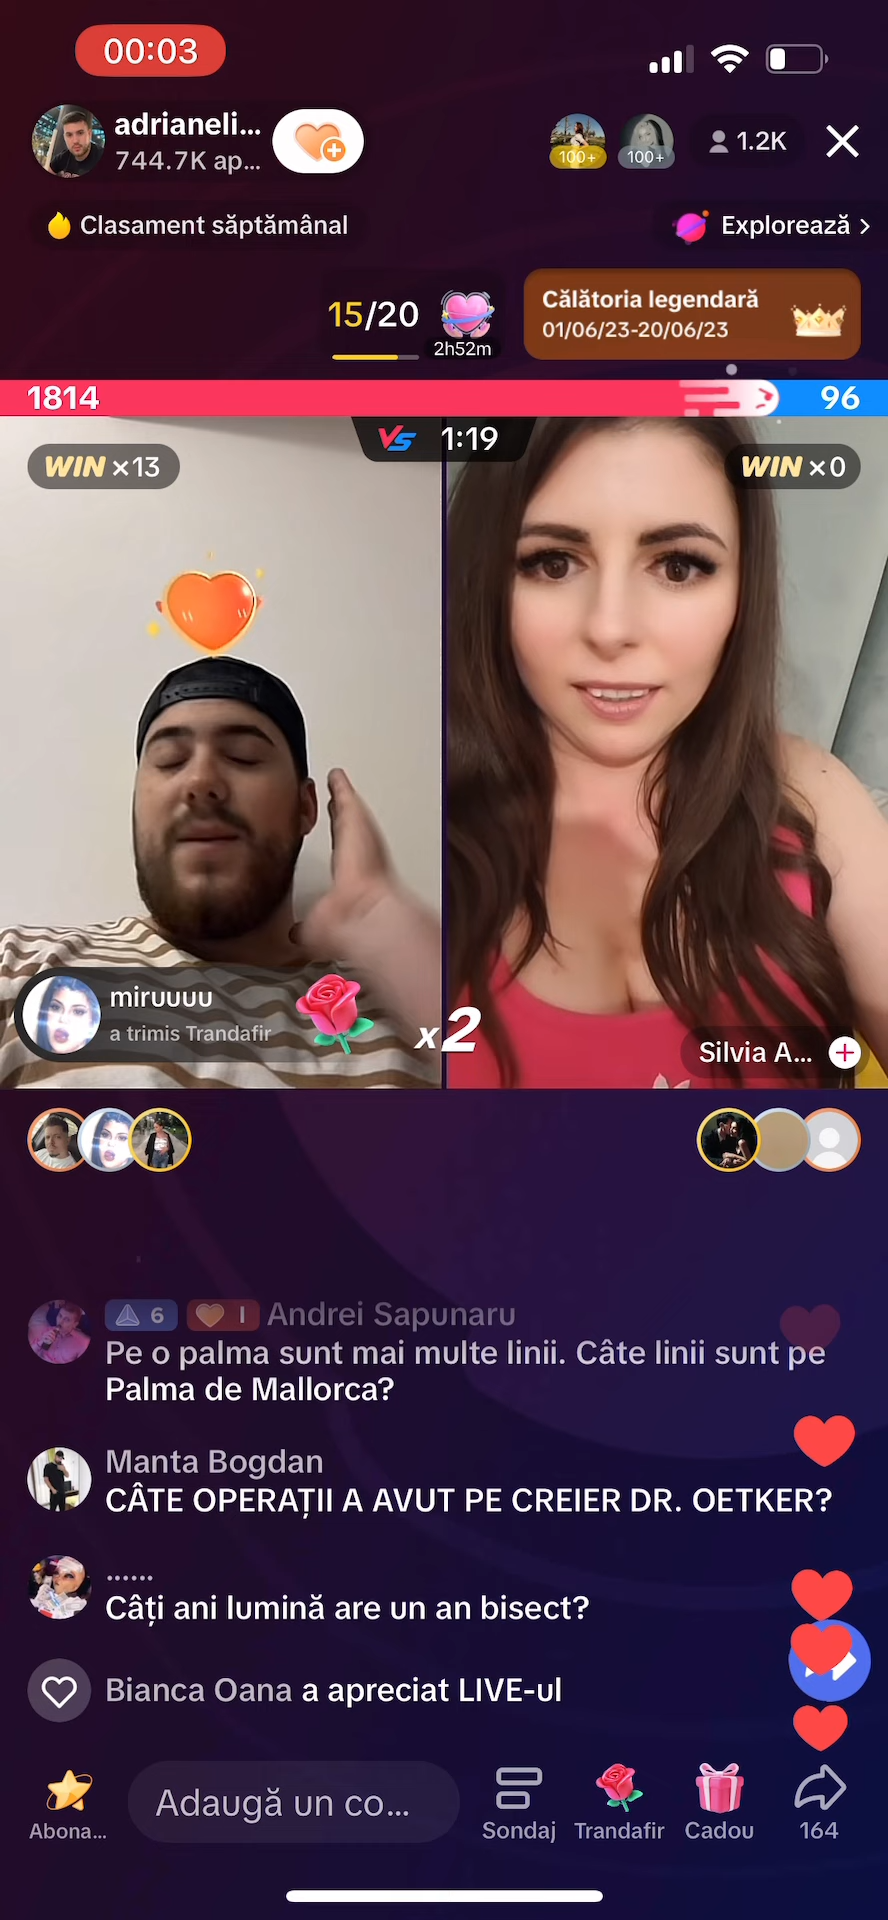 00:03
adrianeli...
744.7K ap...
100+
100+
1.2K
Clasament săptămânal
Explorează >
15/20
2h52m
Călătoria legendară
01/06/23-20/06/23
1814
96
VS 1:19
WIN ×13
WIN ×0
miruuuu
a trimis Trandafir
x2
Silvia A...
6 I Andrei Sapunaru
Pe o palma sunt mai multe linii. Câte linii sunt pe
Palma de Mallorca?
Manta Bogdan
CÂTE OPERAȚII A AVUT PE CREIER DR. OETKER?
......
Câți ani lumină are un an bisect?
Bianca Oana a apreciat LIVE-ul
Adaugă un co...
Abona...
Sondaj
Trandafir
Cadou
164